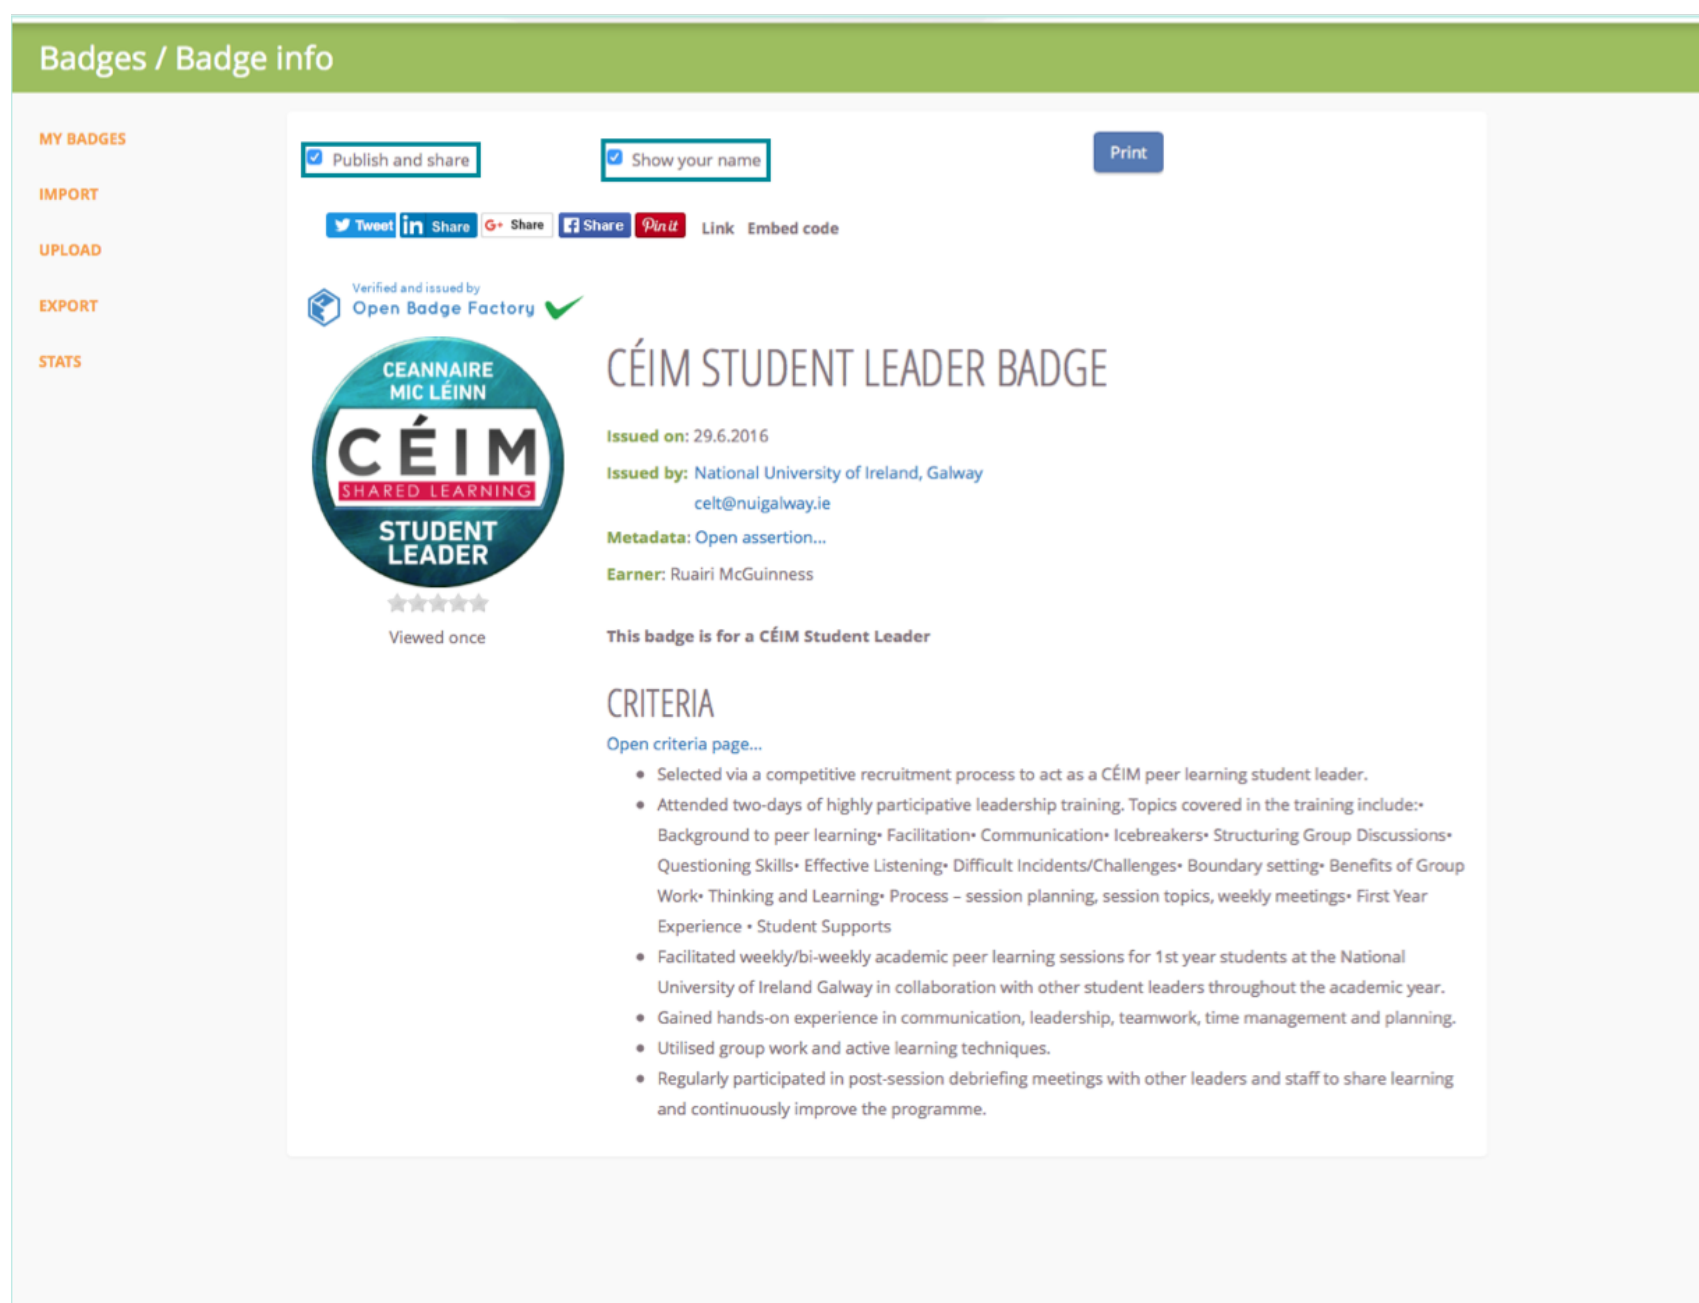 Badges / Badge info
MY BADGES
IMPORT
UPLOAD
EXPORT
STATS
Publish and share
Show your name
Print
Tweet
in Share
G+ Share
f Share
Pin it
Link
Embed code
Verified and issued by
Open Badge Factory
CEANNAIRE
MIC LÉINN
CÉIM
SHARED LEARNING
STUDENT
LEADER
Viewed once
CÉIM STUDENT LEADER BADGE
Issued on: 29.6.2016
Issued by: National University of Ireland, Galway
celt@nuigalway.ie
Metadata: Open assertion...
Earner: Ruairi McGuinness
This badge is for a CÉIM Student Leader
CRITERIA
Open criteria page...
• Selected via a competitive recruitment process to act as a CÉIM peer learning student leader.
• Attended two-days of highly participative leadership training. Topics covered in the training include:•
Background to peer learning• Facilitation• Communication• Icebreakers• Structuring Group Discussions•
Questioning Skills• Effective Listening• Difficult Incidents/Challenges• Boundary setting• Benefits of Group
Work• Thinking and Learning• Process – session planning, session topics, weekly meetings• First Year
Experience • Student Supports
• Facilitated weekly/bi-weekly academic peer learning sessions for 1st year students at the National
University of Ireland Galway in collaboration with other student leaders throughout the academic year.
• Gained hands-on experience in communication, leadership, teamwork, time management and planning.
• Utilised group work and active learning techniques.
• Regularly participated in post-session debriefing meetings with other leaders and staff to share learning
and continuously improve the programme.